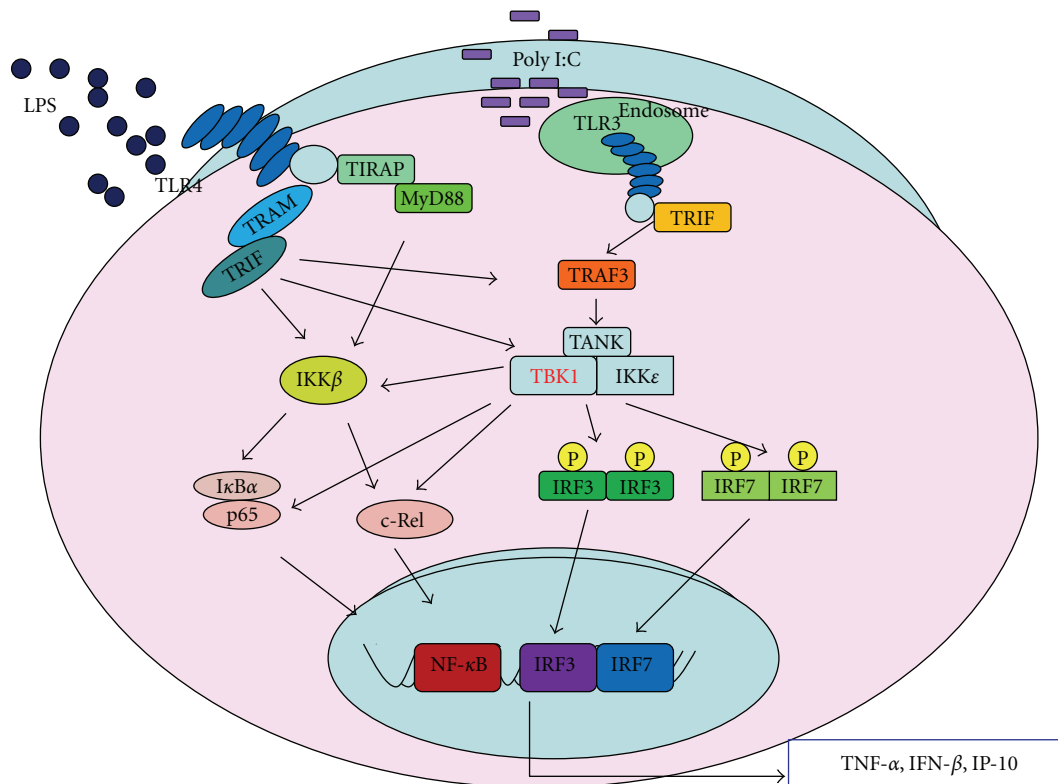 Poly I:C
LPS
Endosome
TLR3
TIRAP
TLR4
MyD88
TRAM
TRIF
TRIF
TRAF3
TANK
IKKβ
TBK1
IKKε
P
P
P
P
IκBα
IRF3
IRF3
IRF7
IRF7
p65
c-Rel
NF-κB
IRF3
IRF7
TNF-α, IFN-β, IP-10